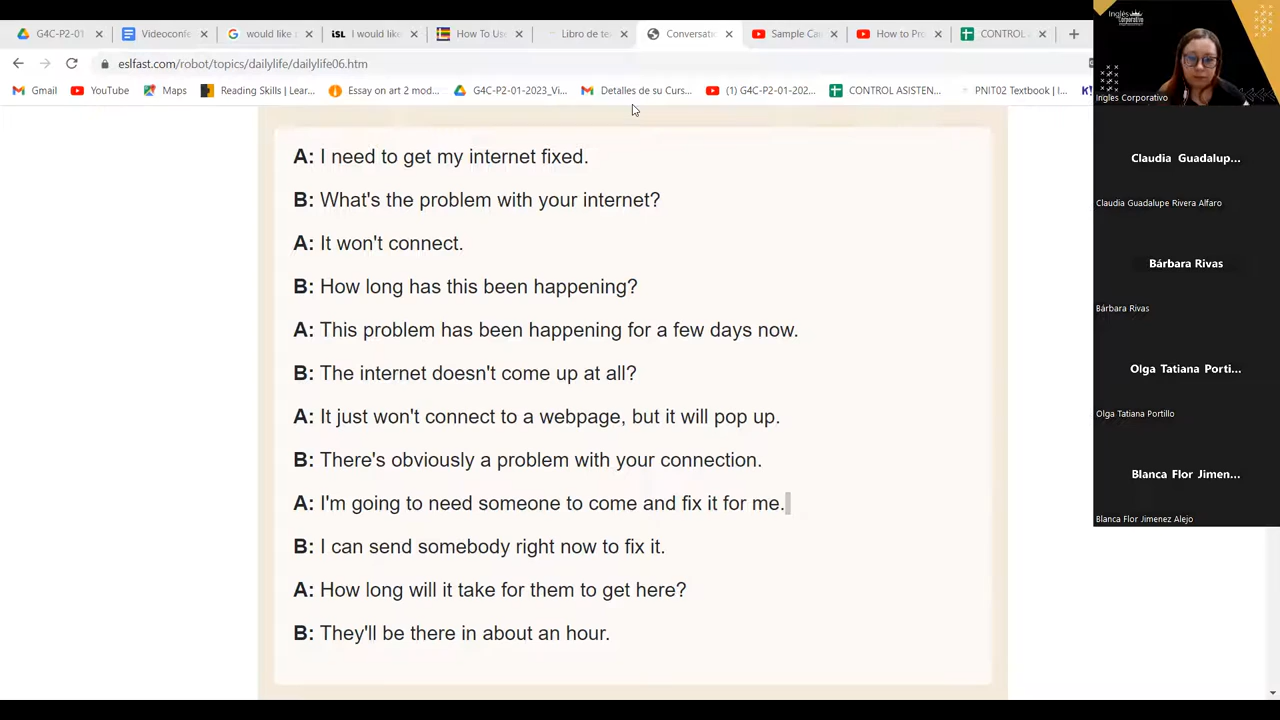 G4C-P2-01
Videoconfe
would like a
I would like
How To Use
Libro de te
Conversatio
Sample Ca
How to Pro
CONTROL A
eslfast.com/robot/topics/dailylife/dailylife06.htm
Gmail
YouTube
Maps
Reading Skills | Lear...
Essay on art 2 mod...
G4C-P2-01-2023_Vi...
Detalles de su Curs...
(1) G4C-P2-01-202...
CONTROL ASISTEN...
PNIT02 Textbook | I...
A: I need to get my internet fixed.
B: What's the problem with your internet?
A: It won't connect.
B: How long has this been happening?
A: This problem has been happening for a few days now.
B: The internet doesn't come up at all?
A: It just won't connect to a webpage, but it will pop up.
B: There's obviously a problem with your connection.
A: I'm going to need someone to come and fix it for me.
B: I can send somebody right now to fix it.
A: How long will it take for them to get here?
B: They'll be there in about an hour.
Inglés
Corporativo
Ingles Corporativo
Claudia Guadalup...
Claudia Guadalupe Rivera Alfaro
Bárbara Rivas
Bárbara Rivas
Olga Tatiana Porti...
Olga Tatiana Portillo
Blanca Flor Jimen...
Blanca Flor Jimenez Alejo